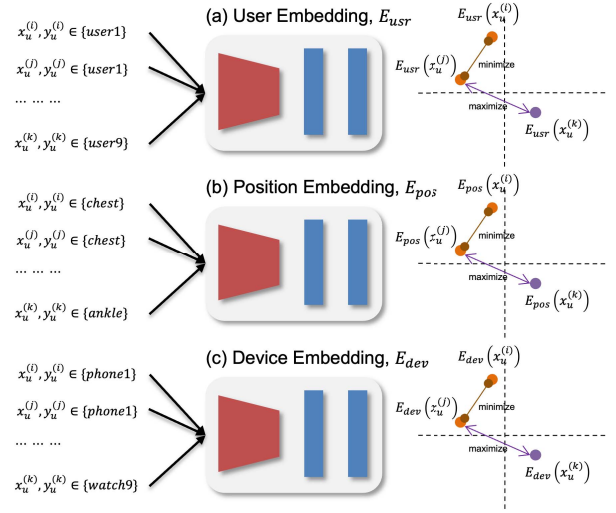 (a) User Embedding, E_usr
x_u^(i), y_u^(i) ∈ {user1}
x_u^(j), y_u^(j) ∈ {user1}
... ... ...
x_u^(k), y_u^(k) ∈ {user9}
E_usr(x_u^(i))
E_usr(x_u^(j))
minimize
maximize
E_usr(x_u^(k))
(b) Position Embedding, E_pos
x_u^(i), y_u^(i) ∈ {chest}
x_u^(j), y_u^(j) ∈ {chest}
... ... ...
x_u^(k), y_u^(k) ∈ {ankle}
E_pos(x_u^(i))
E_pos(x_u^(j))
minimize
maximize
E_pos(x_u^(k))
(c) Device Embedding, E_dev
x_u^(i), y_u^(i) ∈ {phone1}
x_u^(j), y_u^(j) ∈ {phone1}
... ... ...
x_u^(k), y_u^(k) ∈ {watch9}
E_dev(x_u^(i))
E_dev(x_u^(j))
minimize
maximize
E_dev(x_u^(k))